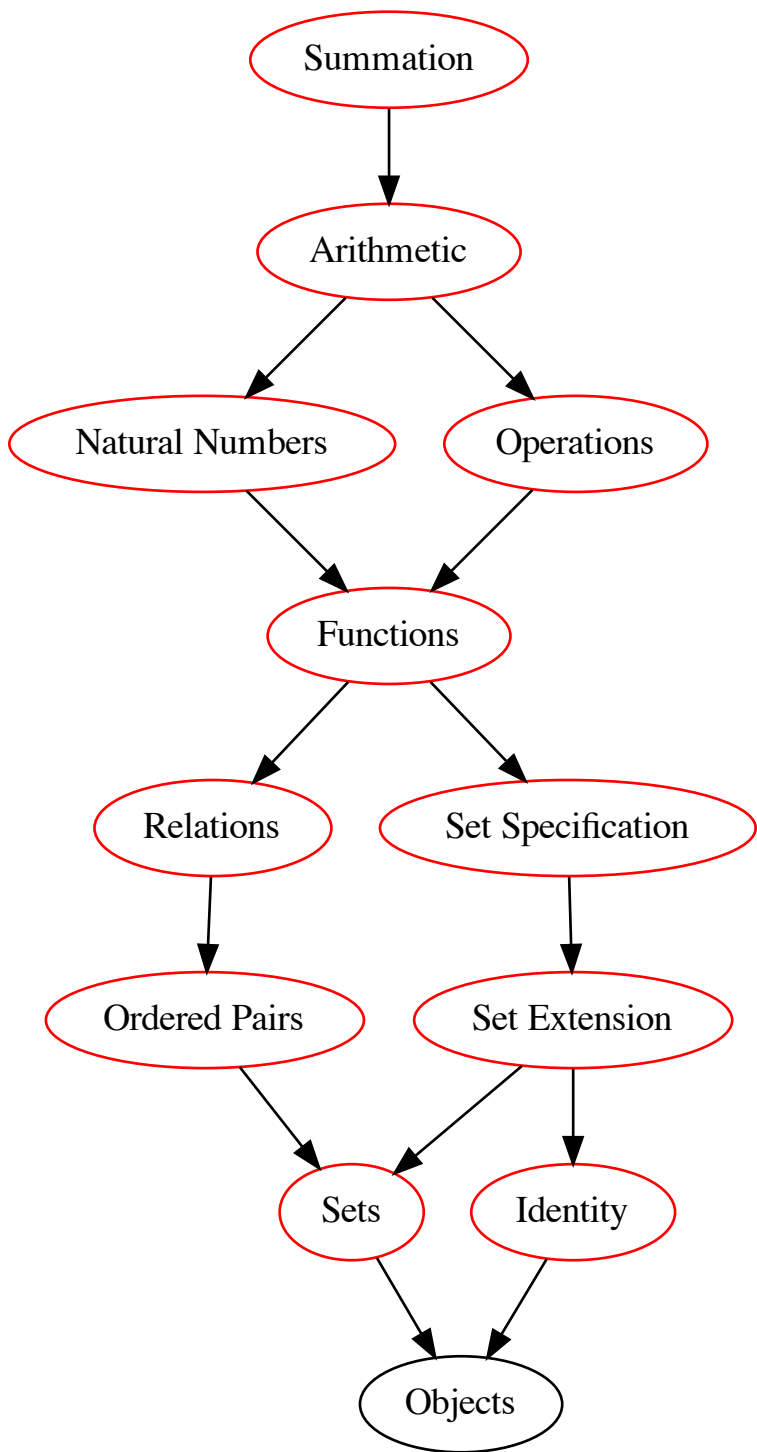 Summation
Arithmetic
Natural Numbers
Operations
Functions
Relations
Set Specification
Ordered Pairs
Set Extension
Sets
Identity
Objects